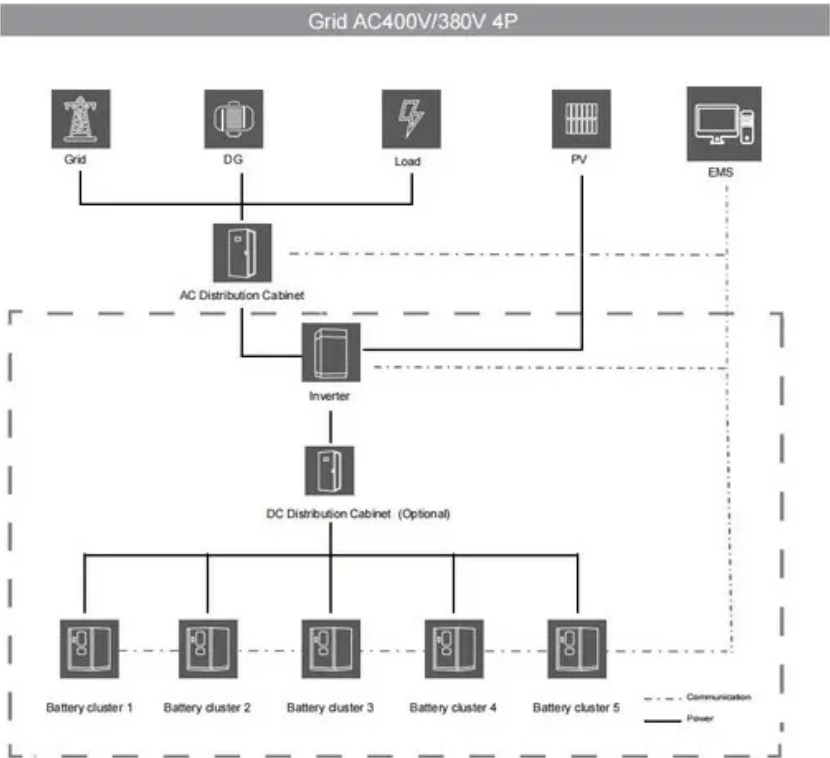 Grid AC400V/380V 4P
Grid
DG
Load
PV
EMS
AC Distribution Cabinet
Inverter
DC Distribution Cabinet (Optional)
Battery cluster 1
Battery cluster 2
Battery cluster 3
Battery cluster 4
Battery cluster 5
Communication
Power